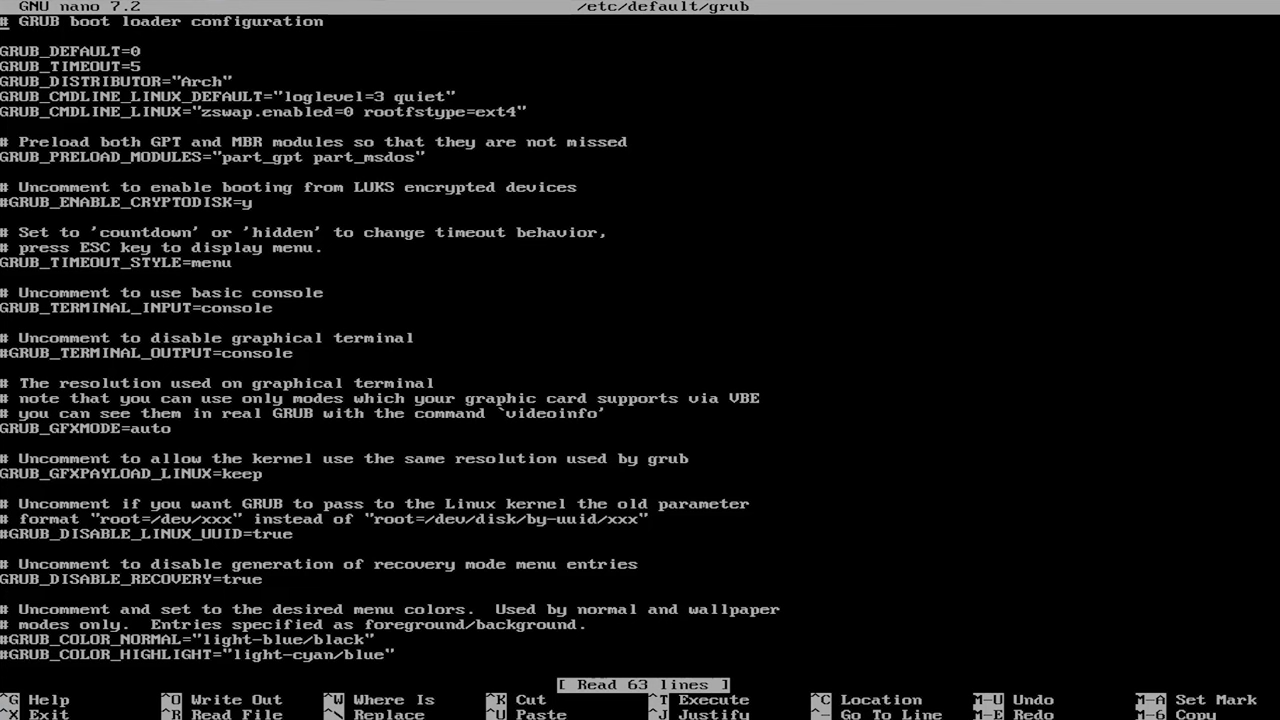 GNU nano 7.2 /etc/default/grub
# GRUB boot loader configuration
GRUB_DEFAULT=0
GRUB_TIMEOUT=5
GRUB_DISTRIBUTOR="Arch"
GRUB_CMDLINE_LINUX_DEFAULT="loglevel=3 quiet"
GRUB_CMDLINE_LINUX="zswap.enabled=0 rootfstype=ext4"
# Preload both GPT and MBR modules so that they are not missed
GRUB_PRELOAD_MODULES="part_gpt part_msdos"
# Uncomment to enable booting from LUKS encrypted devices
#GRUB_ENABLE_CRYPTODISK=y
# Set to 'countdown' or 'hidden' to change timeout behavior,
# press ESC key to display menu.
GRUB_TIMEOUT_STYLE=menu
# Uncomment to use basic console
GRUB_TERMINAL_INPUT=console
# Uncomment to disable graphical terminal
#GRUB_TERMINAL_OUTPUT=console
# The resolution used on graphical terminal
# note that you can use only modes which your graphic card supports via VBE
# you can see them in real GRUB with the command `videoinfo'
GRUB_GFXMODE=auto
# Uncomment to allow the kernel use the same resolution used by grub
GRUB_GFXPAYLOAD_LINUX=keep
# Uncomment if you want GRUB to pass to the Linux kernel the old parameter
# format "root=/dev/xxx" instead of "root=/dev/disk/by-uuid/xxx"
#GRUB_DISABLE_LINUX_UUID=true
# Uncomment to disable generation of recovery mode menu entries
GRUB_DISABLE_RECOVERY=true
# Uncomment and set to the desired menu colors.  Used by normal and wallpaper
# modes only.  Entries specified as foreground/background.
#GRUB_COLOR_NORMAL="light-blue/black"
#GRUB_COLOR_HIGHLIGHT="light-cyan/blue"
[ Read 63 lines ]
^G Help ^O Write Out ^W Where Is ^K Cut ^T Execute ^C Location M-U Undo M-A Set Mark
^X Exit ^R Read File ^\ Replace ^U Paste ^J Justify ^- Go To Line M-E Redo M-6 Copy